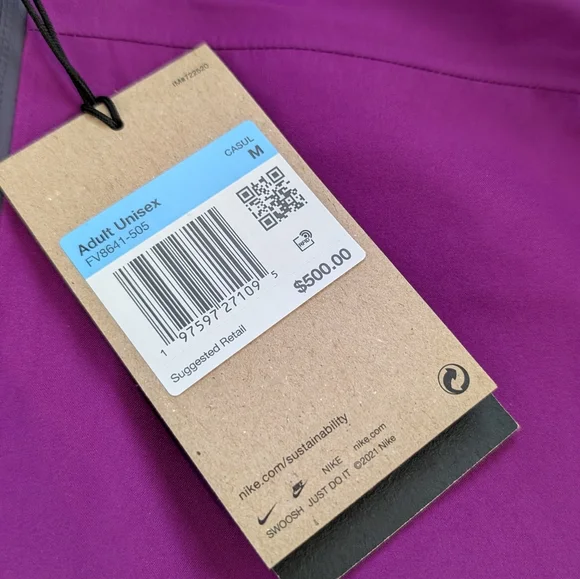 CASUL
M
Adult Unisex
FV8641-505
RFID
1 97597 27109 5
$500.00
Suggested Retail
nike.com/sustainability
NIKE nike.com
SWOOSH JUST DO IT ©2021 Nike